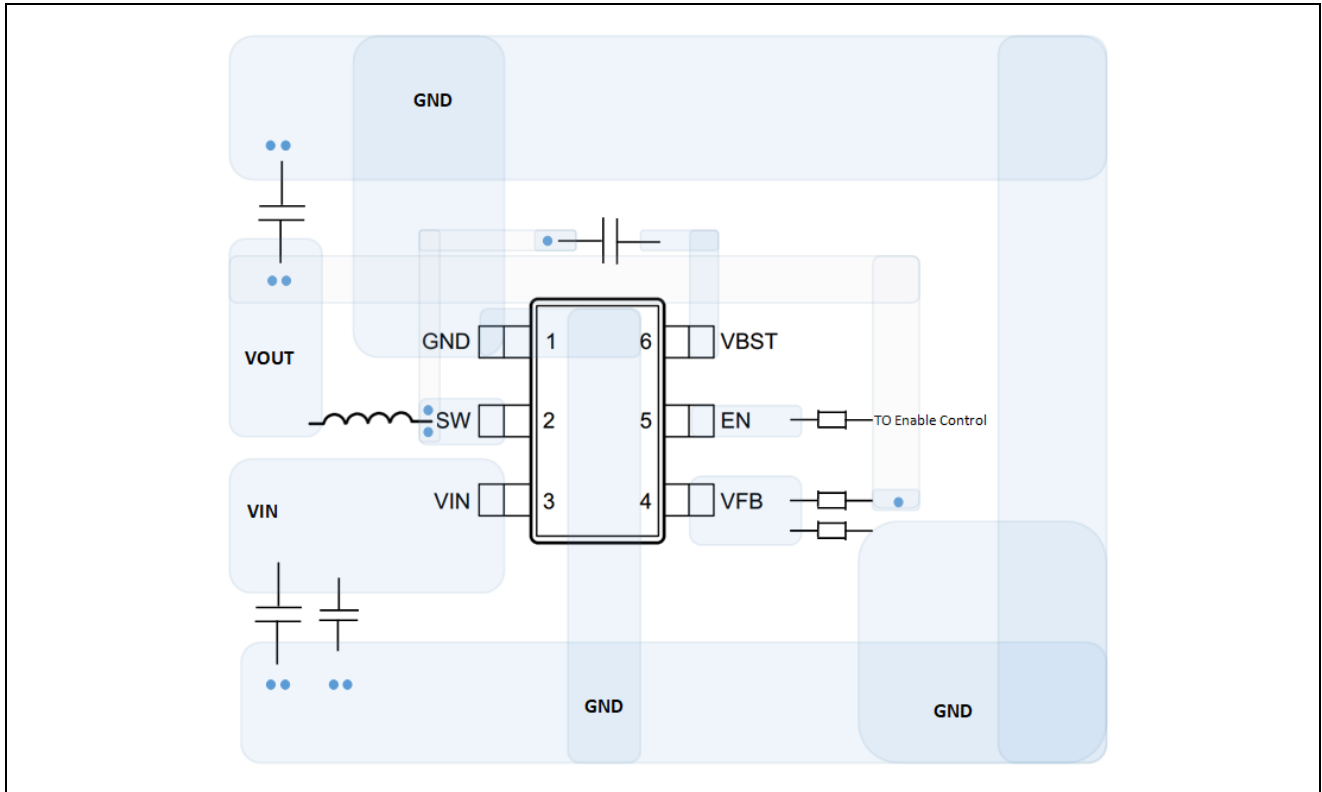 GND
VOUT
GND 1 6 VBST
SW 2 5 EN TO Enable Control
VIN
VIN 3 4 VFB
GND
GND